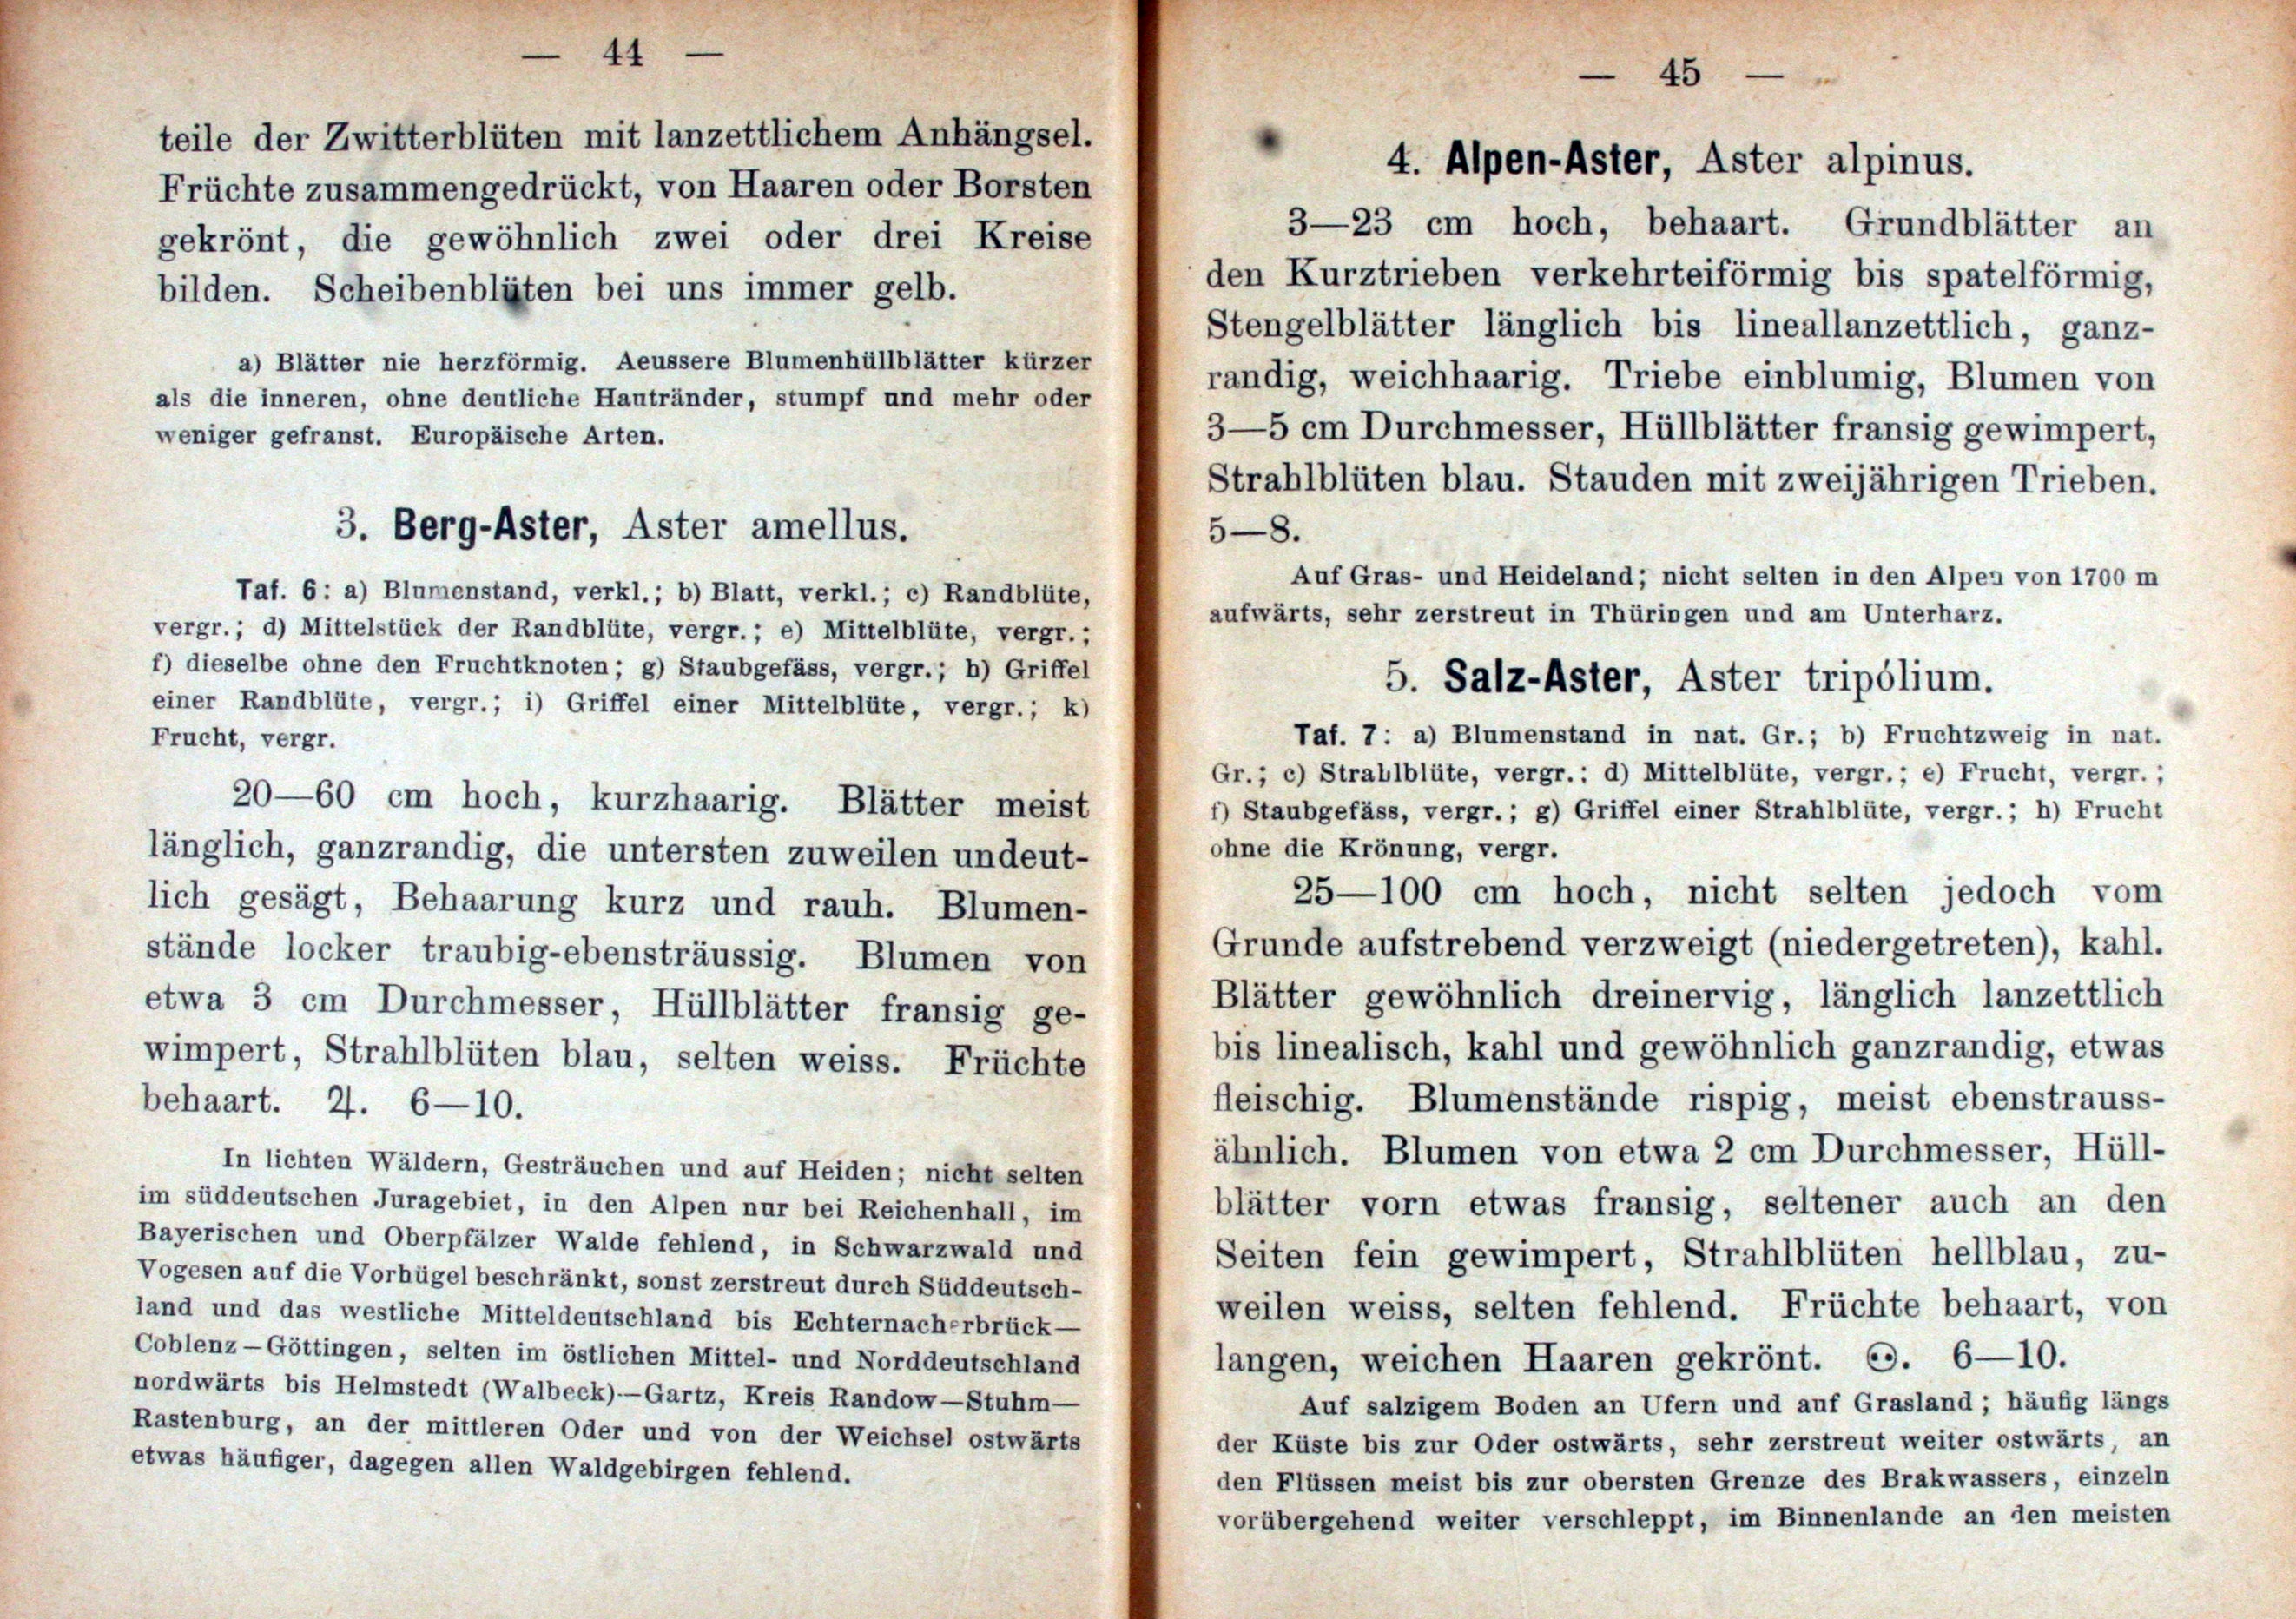 — 44 —
teile der Zwitterblüten mit lanzettlichem Anhängsel.
Früchte zusammengedrückt, von Haaren oder Borsten
gekrönt, die gewöhnlich zwei oder drei Kreise
bilden. Scheibenblüten bei uns immer gelb.
a) Blätter nie herzförmig. Aeussere Blumenhüllblätter kürzer
als die inneren, ohne deutliche Hautränder, stumpf und mehr oder
weniger gefranst. Europäische Arten.
3. Berg-Aster, Aster amellus.
Taf. 6: a) Blumenstand, verkl.; b) Blatt, verkl.; c) Randblüte,
vergr.; d) Mittelstück der Randblüte, vergr.; e) Mittelblüte, vergr.;
f) dieselbe ohne den Fruchtknoten; g) Staubgefäss, vergr.; h) Griffel
einer Randblüte, vergr.; i) Griffel einer Mittelblüte, vergr.; k)
Frucht, vergr.
20—60 cm hoch, kurzhaarig. Blätter meist
länglich, ganzrandig, die untersten zuweilen undeut-
lich gesägt, Behaarung kurz und rauh. Blumen-
stände locker traubig-ebensträussig. Blumen von
etwa 3 cm Durchmesser, Hüllblätter fransig ge-
wimpert, Strahlblüten blau, selten weiss. Früchte
behaart. ♃. 6—10.
In lichten Wäldern, Gesträuchen und auf Heiden; nicht selten
im süddeutschen Juragebiet, in den Alpen nur bei Reichenhall, im
Bayerischen und Oberpfälzer Walde fehlend, in Schwarzwald und
Vogesen auf die Vorhügel beschränkt, sonst zerstreut durch Süddeutsch-
land und das westliche Mitteldeutschland bis Echternacherbrück—
Coblenz—Göttingen, selten im östlichen Mittel- und Norddeutschland
nordwärts bis Helmstedt (Walbeck)—Gartz, Kreis Randow—Stuhm—
Rastenburg, an der mittleren Oder und von der Weichsel ostwärts
etwas häufiger, dagegen allen Waldgebirgen fehlend.
— 45 —
4. Alpen-Aster, Aster alpinus.
3—23 cm hoch, behaart. Grundblätter an
den Kurztrieben verkehrteiförmig bis spatelförmig,
Stengelblätter länglich bis lineallanzettlich, ganz-
randig, weichhaarig. Triebe einblumig, Blumen von
3—5 cm Durchmesser, Hüllblätter fransig gewimpert,
Strahlblüten blau. Stauden mit zweijährigen Trieben.
5—8.
Auf Gras- und Heideland; nicht selten in den Alpen von 1700 m
aufwärts, sehr zerstreut in Thüringen und am Unterharz.
5. Salz-Aster, Aster tripólium.
Taf. 7: a) Blumenstand in nat. Gr.; b) Fruchtzweig in nat.
Gr.; c) Strahlblüte, vergr.; d) Mittelblüte, vergr.; e) Frucht, vergr.;
f) Staubgefäss, vergr.; g) Griffel einer Strahlblüte, vergr.; h) Frucht
ohne die Krönung, vergr.
25—100 cm hoch, nicht selten jedoch vom
Grunde aufstrebend verzweigt (niedergetreten), kahl.
Blätter gewöhnlich dreinervig, länglich lanzettlich
bis linealisch, kahl und gewöhnlich ganzrandig, etwas
fleischig. Blumenstände rispig, meist ebenstrauss-
ähnlich. Blumen von etwa 2 cm Durchmesser, Hüll-
blätter vorn etwas fransig, seltener auch an den
Seiten fein gewimpert, Strahlblüten hellblau, zu-
weilen weiss, selten fehlend. Früchte behaart, von
langen, weichen Haaren gekrönt. ⚇. 6—10.
Auf salzigem Boden an Ufern und auf Grasland; häufig längs
der Küste bis zur Oder ostwärts, sehr zerstreut weiter ostwärts, an
den Flüssen meist bis zur obersten Grenze des Brakwassers, einzeln
vorübergehend weiter verschleppt, im Binnenlande an den meisten